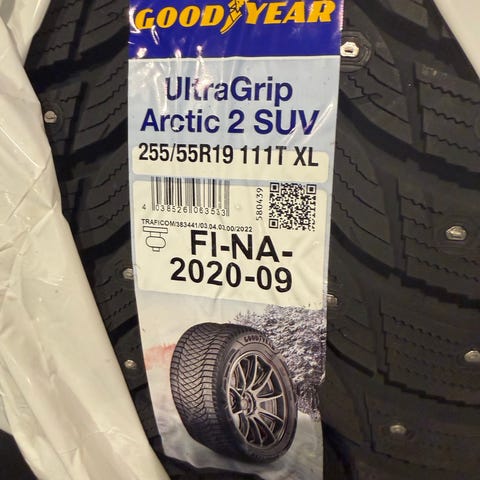 GOODYEAR
UltraGrip
Arctic 2 SUV
255/55R19 111T XL
4 038526 063533
580439
TRAFICOM/383441/03.04.03.00/2022
FI-NA-
2020-09